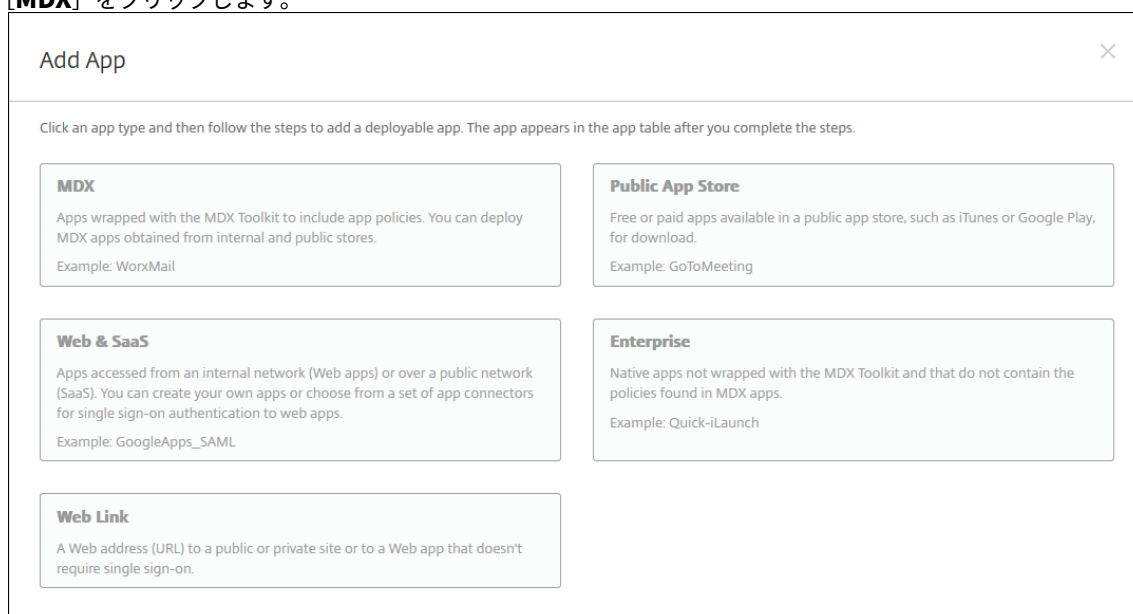 [MDX] をクリックします。
Add App
Click an app type and then follow the steps to add a deployable app. The app appears in the app table after you complete the steps.
MDX
Apps wrapped with the MDX Toolkit to include app policies. You can deploy
MDX apps obtained from internal and public stores.
Example: WorxMail
Public App Store
Free or paid apps available in a public app store, such as iTunes or Google Play,
for download.
Example: GoToMeeting
Web & SaaS
Apps accessed from an internal network (Web apps) or over a public network
(SaaS). You can create your own apps or choose from a set of app connectors
for single sign-on authentication to web apps.
Example: GoogleApps_SAML
Enterprise
Native apps not wrapped with the MDX Toolkit and that do not contain the
policies found in MDX apps.
Example: Quick-iLaunch
Web Link
A Web address (URL) to a public or private site or to a Web app that doesn't
require single sign-on.